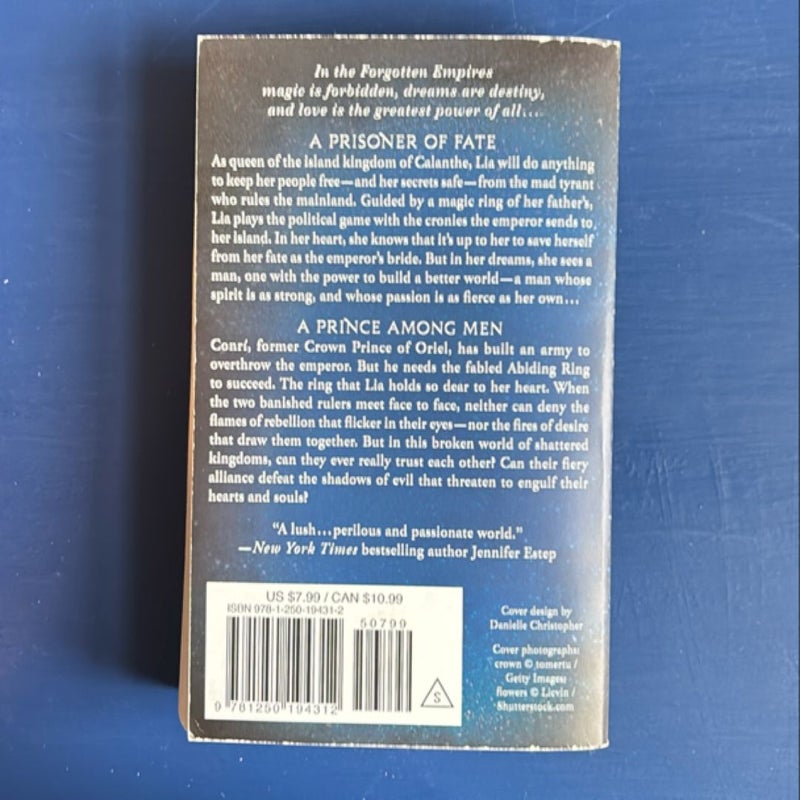 In the Forgotten Empires
magic is forbidden, dreams are destiny,
and love is the greatest power of all...
A PRISONER OF FATE
As queen of the island kingdom of Calanthe, Lia will do anything
to keep her people free—and her secrets safe—from the mad tyrant
who rules the mainland. Guided by a magic ring of her father's,
Lia plays the political game with the cronies the emperor sends to
her island. In her heart, she knows that it's up to her to save herself
from her fate as the emperor's bride. But in her dreams, she sees a
man, one with the power to build a better world—a man whose
spirit is as strong, and whose passion is as fierce as her own...
A PRINCE AMONG MEN
Conrí, former Crown Prince of Oriel, has built an army to
overthrow the emperor. But he needs the fabled Abiding Ring
to succeed. The ring that Lia holds so dear to her heart. When
the two banished rulers meet face to face, neither can deny the
flames of rebellion that flicker in their eyes—nor the fires of desire
that draw them together. But in this broken world of shattered
kingdoms, can they ever really trust each other? Can their fiery
alliance defeat the shadows of evil that threaten to engulf their
hearts and souls?
"A lush...perilous and passionate world."
—New York Times bestselling author Jennifer Estep
US $7.99 / CAN $10.99
ISBN 978-1-250-19431-2
50799
9 781250 194312
S
Cover design by
Danielle Christopher
Cover photographs:
crown © tomertu /
Getty Images;
flowers © Licvin /
Shutterstock.com